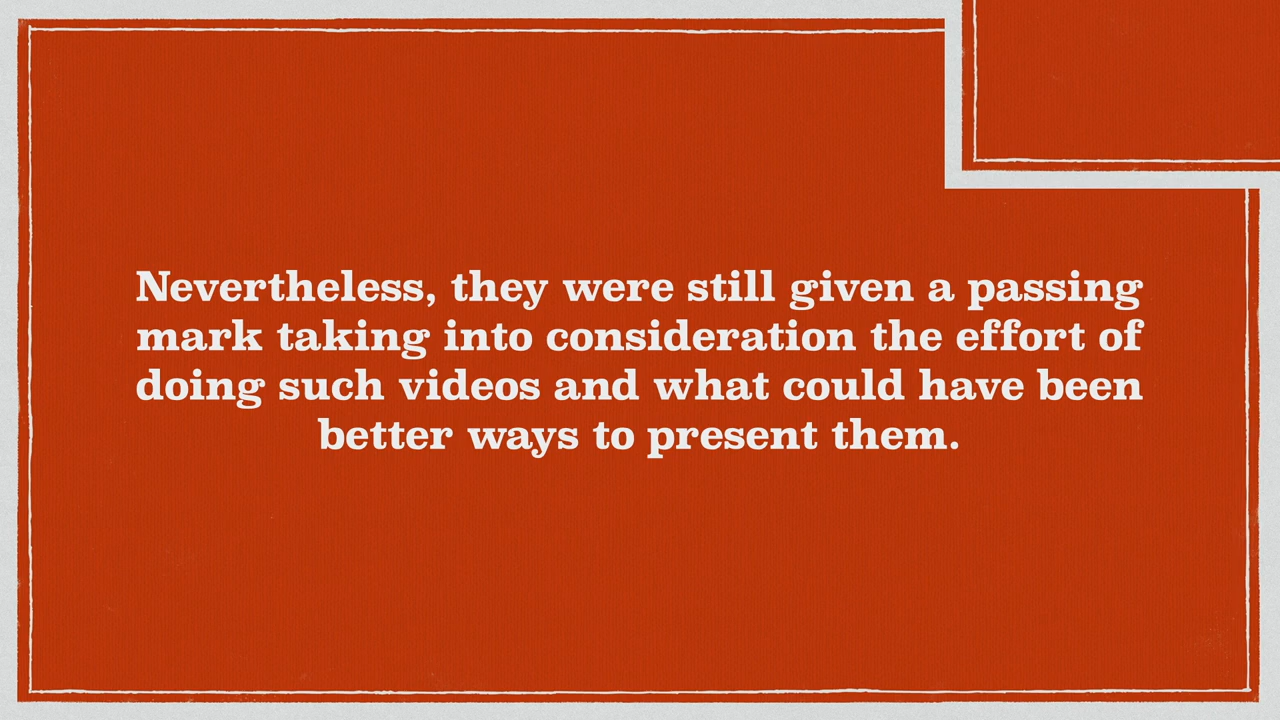 Nevertheless, they were still given a passing
mark taking into consideration the effort of
doing such videos and what could have been
better ways to present them.